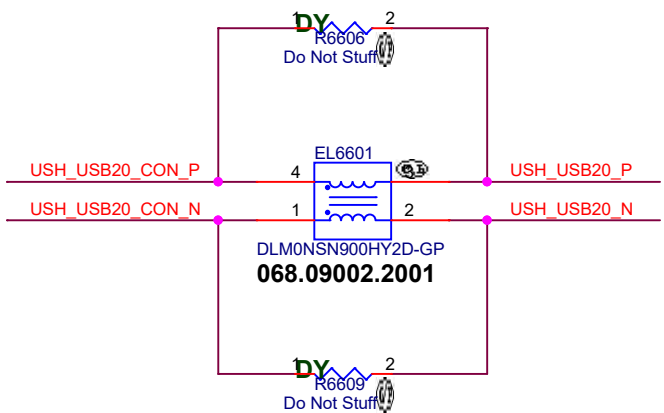 1 DY 2
R6606
Do Not Stuff
EL6601
USH_USB20_CON_P 4 USH_USB20_P
USH_USB20_CON_N 1 2 USH_USB20_N
DLM0NSN900HY2D-GP
068.09002.2001
1 DY 2
R6609
Do Not Stuff